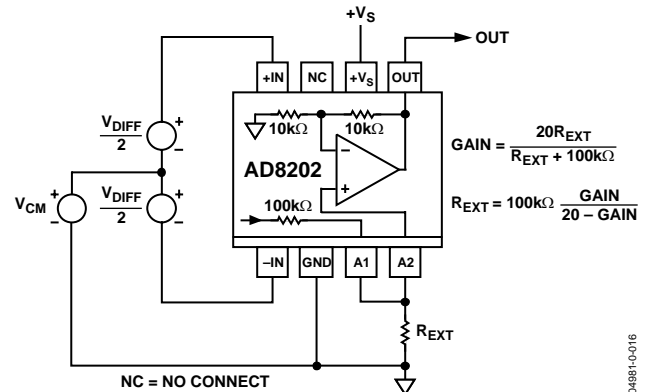 +VS
OUT
+IN
NC
+VS
OUT
10kΩ
10kΩ
VDIFF
2
+
−
AD8202
−
+
GAIN = 20REXT / REXT + 100kΩ
VCM
+
−
VDIFF
2
+
−
100kΩ
REXT = 100kΩ GAIN / 20 – GAIN
–IN
GND
A1
A2
REXT
NC = NO CONNECT
04981-0-016